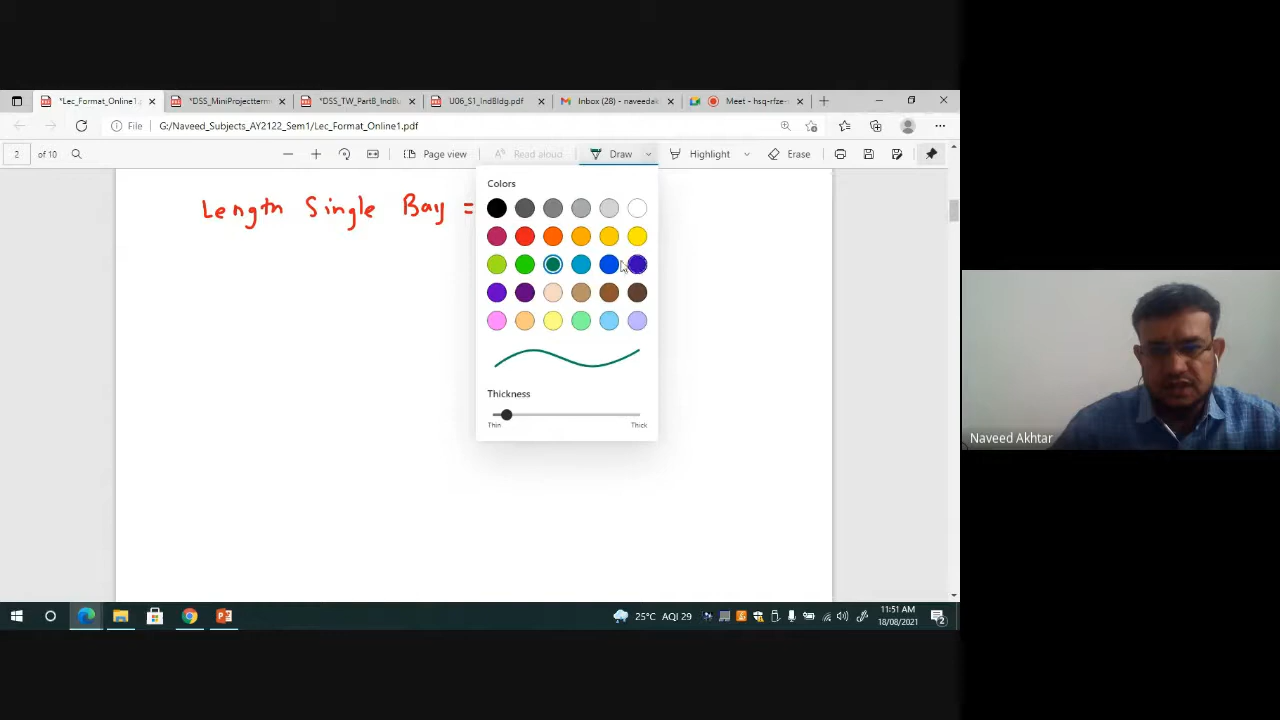 *Lec_Format_Online1.p
*DSS_MiniProjectterm
*DSS_TW_PartB_IndBu
U06_S1_IndBldg.pdf
Inbox (28) - naveedak
Meet - hsq-rfze-
File
G:/Naveed_Subjects_AY2122_Sem1/Lec_Format_Online1.pdf
2 of 10
Page view
Read aloud
Draw
Highlight
Erase
Length Single Bay =
Colors
Thickness
Thin Thick
Naveed Akhtar
25°C AQI 29
11:51 AM
18/08/2021
2